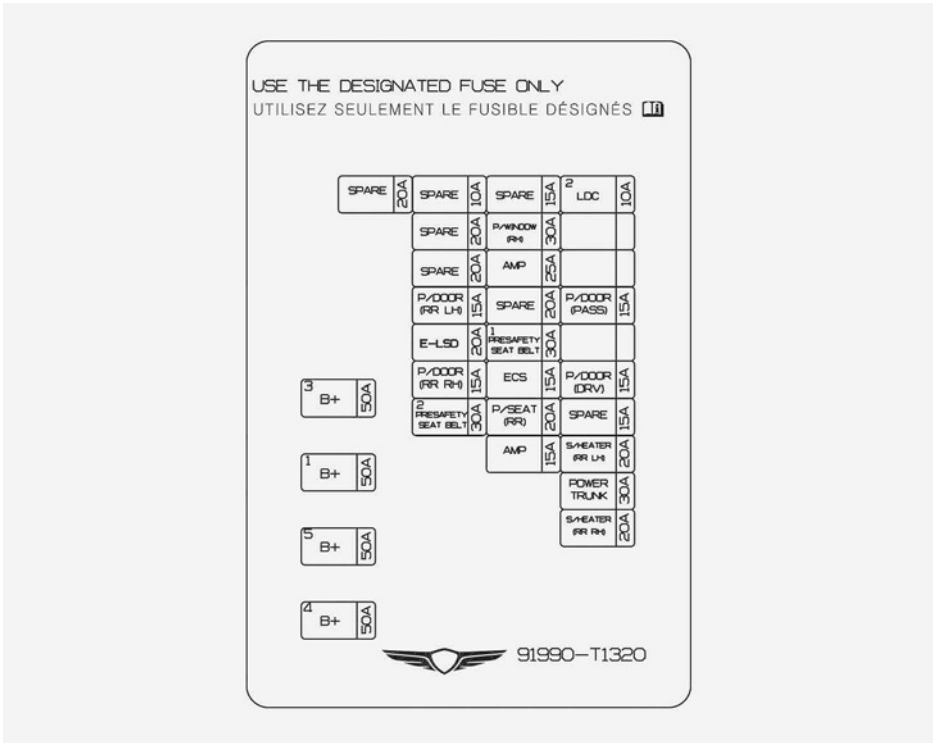 USE THE DESIGNATED FUSE ONLY
UTILISEZ SEULEMENT LE FUSIBLE DÉSIGNÉS
SPARE 20A SPARE 10A SPARE 15A 2 LDC 10A
SPARE 20A P/WINDOW (RH) 30A
SPARE 20A AMP 25A
P/DOOR (RR LH) 15A SPARE 20A P/DOOR (PASS) 15A
E-LSD 20A 1 PRESAFETY SEAT BELT 30A
P/DOOR (RR RH) 15A ECS 15A P/DOOR (DRV) 15A
2 PRESAFETY SEAT BELT 30A P/SEAT (RR) 20A SPARE 15A
AMP 15A S/HEATER (RR LH) 20A
POWER TRUNK 30A
S/HEATER (RR RH) 20A
3 B+ 50A
1 B+ 50A
5 B+ 50A
4 B+ 50A
91990-T1320